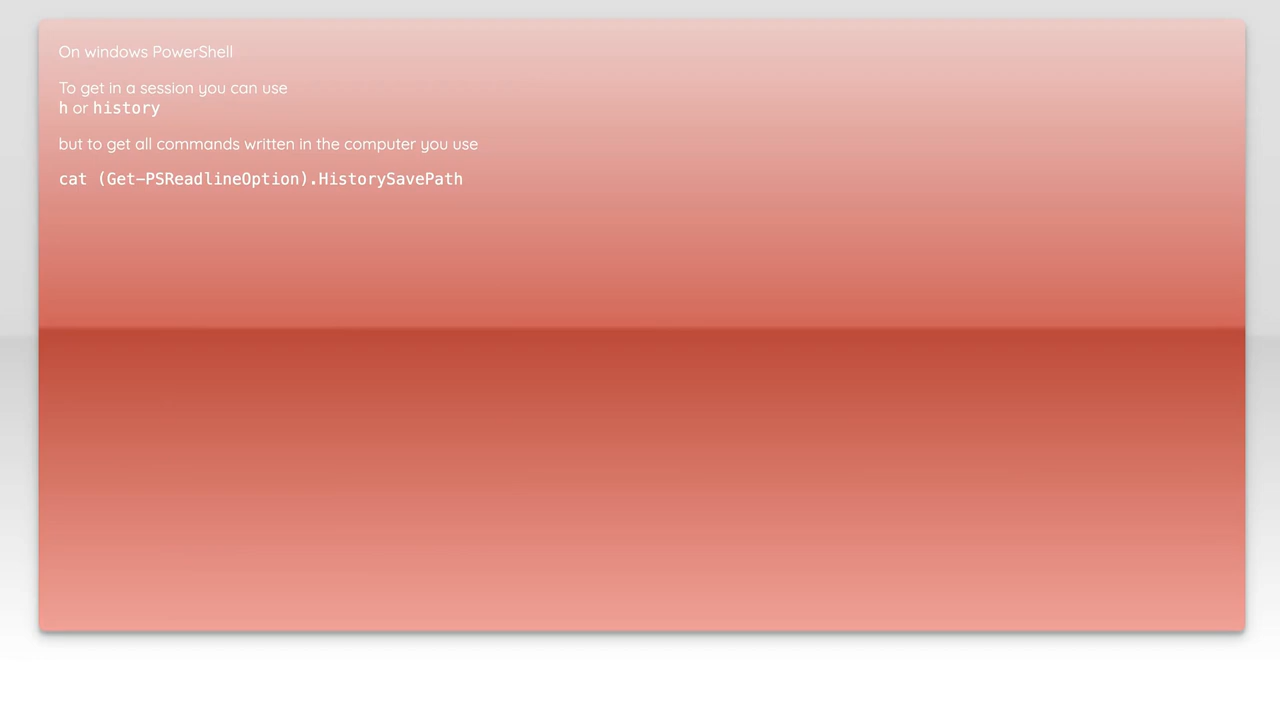 On windows PowerShell
To get in a session you can use
h or history
but to get all commands written in the computer you use
cat (Get-PSReadlineOption).HistorySavePath